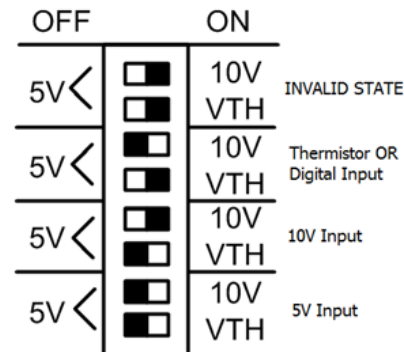 OFF ON
10V
5V INVALID STATE
VTH
10V
5V Thermistor OR
Digital Input
VTH
10V
5V 10V Input
VTH
10V
5V 5V Input
VTH